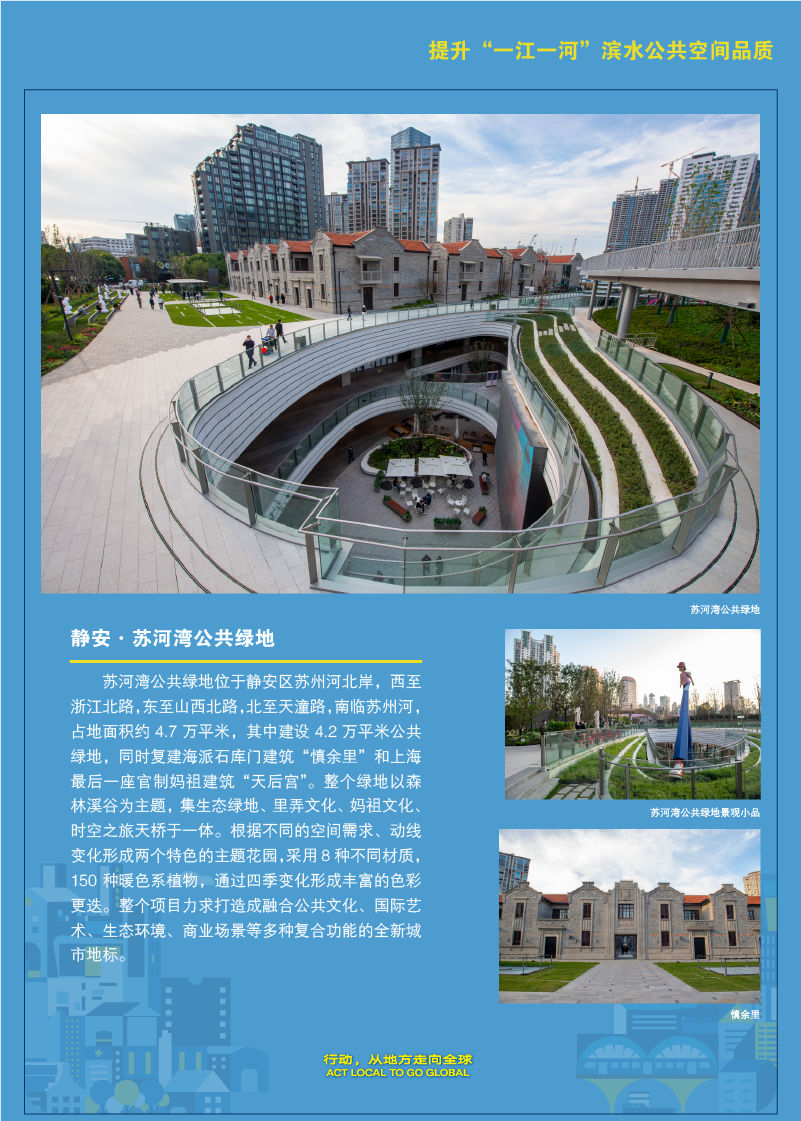 提升“一江一河”滨水公共空间品质
苏河湾公共绿地
静安·苏河湾公共绿地
苏河湾公共绿地位于静安区苏州河北岸，西至
浙江北路，东至山西北路，北至天潼路，南临苏州河，
占地面积约 4.7 万平米，其中建设 4.2 万平米公共
绿地，同时复建海派石库门建筑“慎余里”和上海
最后一座官制妈祖建筑“天后宫”。整个绿地以森
林溪谷为主题，集生态绿地、里弄文化、妈祖文化、
时空之旅天桥于一体。根据不同的空间需求、动线
变化形成两个特色的主题花园，采用 8 种不同材质，
150 种暖色系植物，通过四季变化形成丰富的色彩
更迭。整个项目力求打造成融合公共文化、国际艺
术、生态环境、商业场景等多种复合功能的全新城
市地标。
苏河湾公共绿地景观小品
慎余里
行动，从地方走向全球
ACT LOCAL TO GO GLOBAL